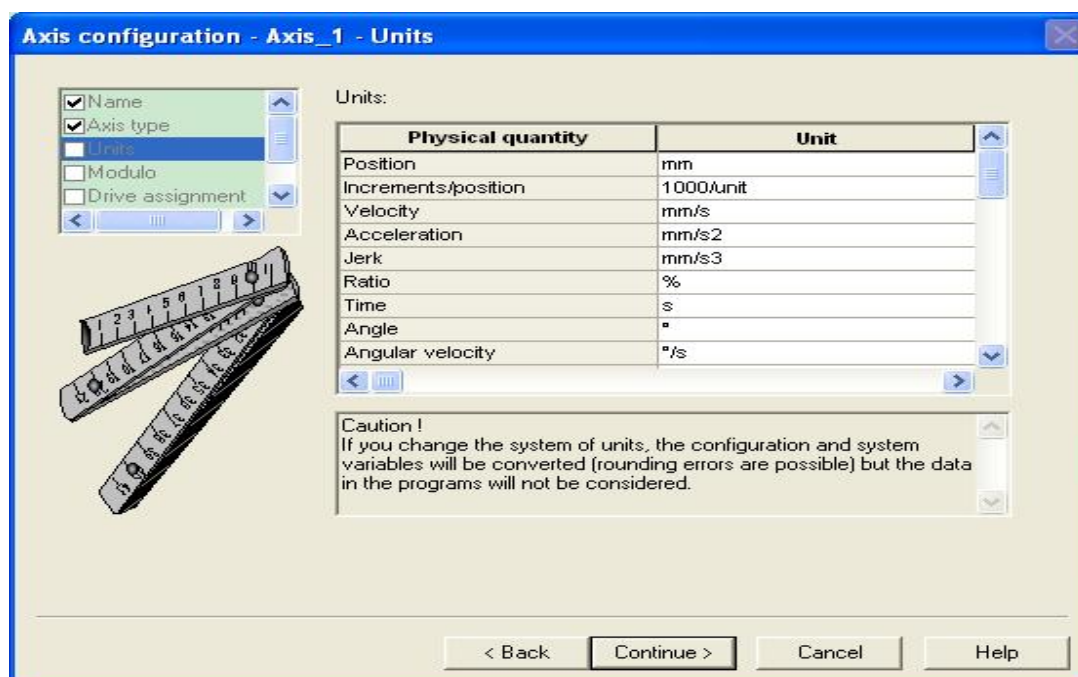 Axis configuration - Axis_1 - Units
Name
Axis type
Units
Modulo
Drive assignment
Units:
Physical quantity Unit
Position mm
Increments/position 1000/unit
Velocity mm/s
Acceleration mm/s2
Jerk mm/s3
Ratio %
Time s
Angle °
Angular velocity °/s
Caution !
If you change the system of units, the configuration and system
variables will be converted (rounding errors are possible) but the data
in the programs will not be considered.
< Back
Continue >
Cancel
Help